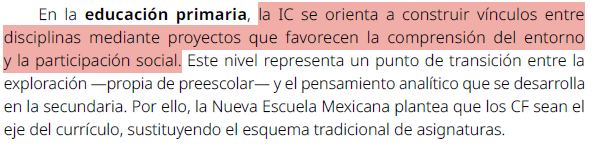 En la educación primaria, la IC se orienta a construir vínculos entre
disciplinas mediante proyectos que favorecen la comprensión del entorno
y la participación social. Este nivel representa un punto de transición entre la
exploración —propia de preescolar— y el pensamiento analítico que se desarrolla
en la secundaria. Por ello, la Nueva Escuela Mexicana plantea que los CF sean el
eje del currículo, sustituyendo el esquema tradicional de asignaturas.